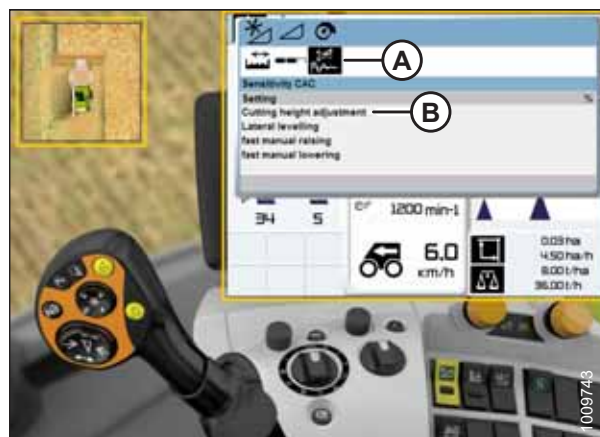 A
Sensitivity CAC
Setting %
Cutting height adjustment
B
Lateral levelling
fast manual raising
fast manual lowering
34 5
1200 min-1
6.0
km/h
0.03 ha
4.50 ha/h
8.00 t/ha
36.00 t/h
1009743